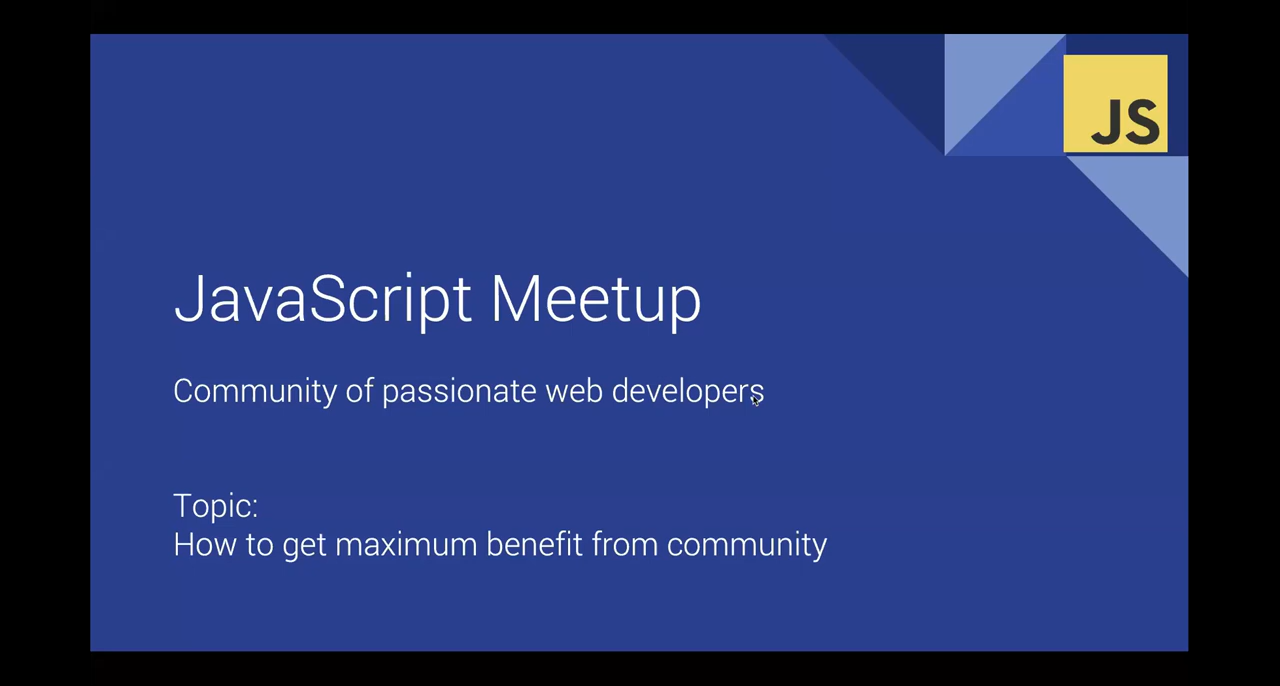 JS
JavaScript Meetup
Community of passionate web developers
Topic:
How to get maximum benefit from community